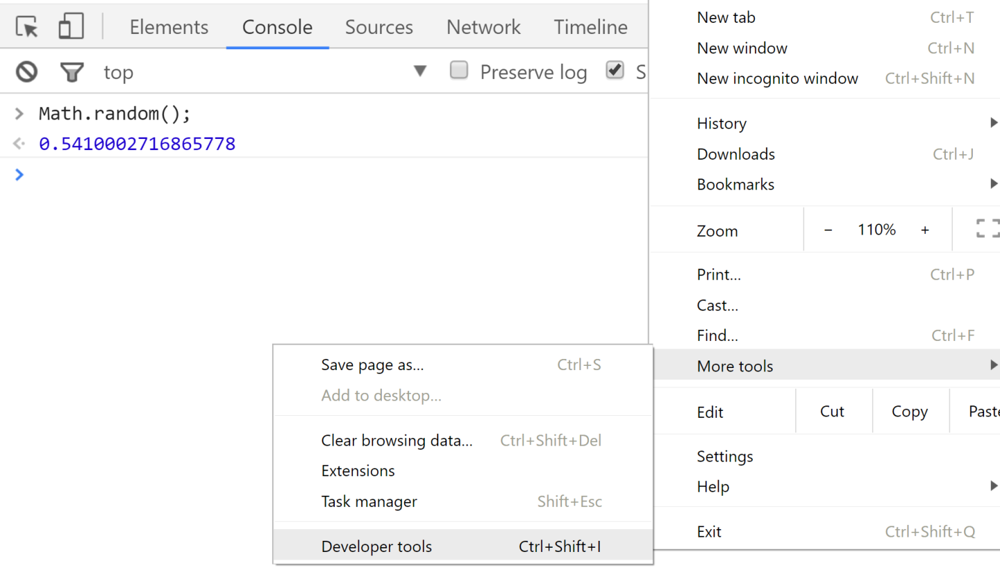 Elements Console Sources Network Timeline
top Preserve log
> Math.random();
0.5410002716865778
>
New tab Ctrl+T
New window Ctrl+N
New incognito window Ctrl+Shift+N
History
Downloads Ctrl+J
Bookmarks
Zoom − 110% +
Print... Ctrl+P
Cast...
Find... Ctrl+F
More tools
Edit Cut Copy Paste
Settings
Help
Exit Ctrl+Shift+Q
Save page as... Ctrl+S
Add to desktop...
Clear browsing data... Ctrl+Shift+Del
Extensions
Task manager Shift+Esc
Developer tools Ctrl+Shift+I